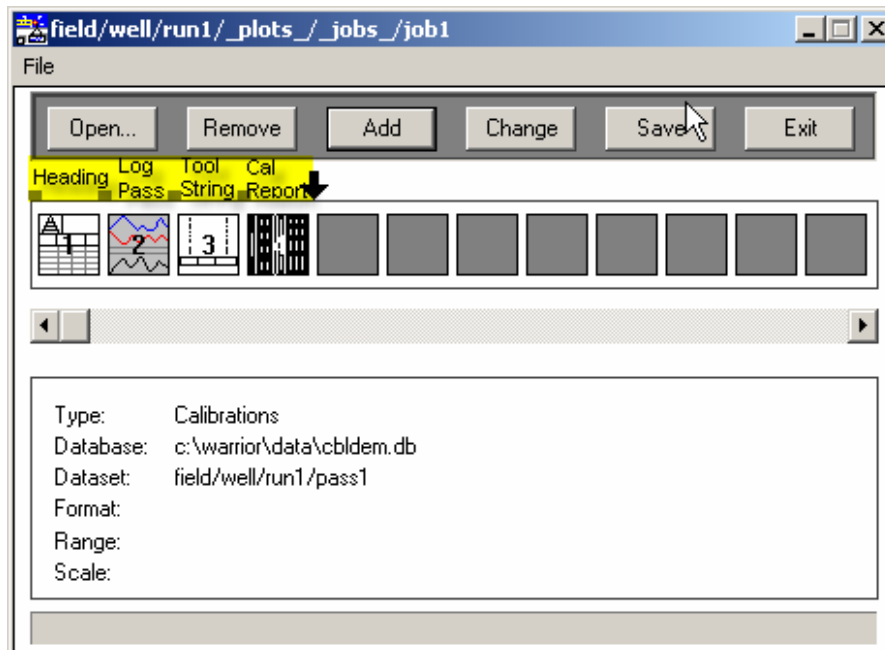 field/well/run1/_plots_/_jobs_/job1
File
Open... Remove Add Change Save Exit
Heading Log Pass Tool String Cal Report
1 2 3
Type: Calibrations
Database: c:\warrior\data\cbldem.db
Dataset: field/well/run1/pass1
Format:
Range:
Scale: